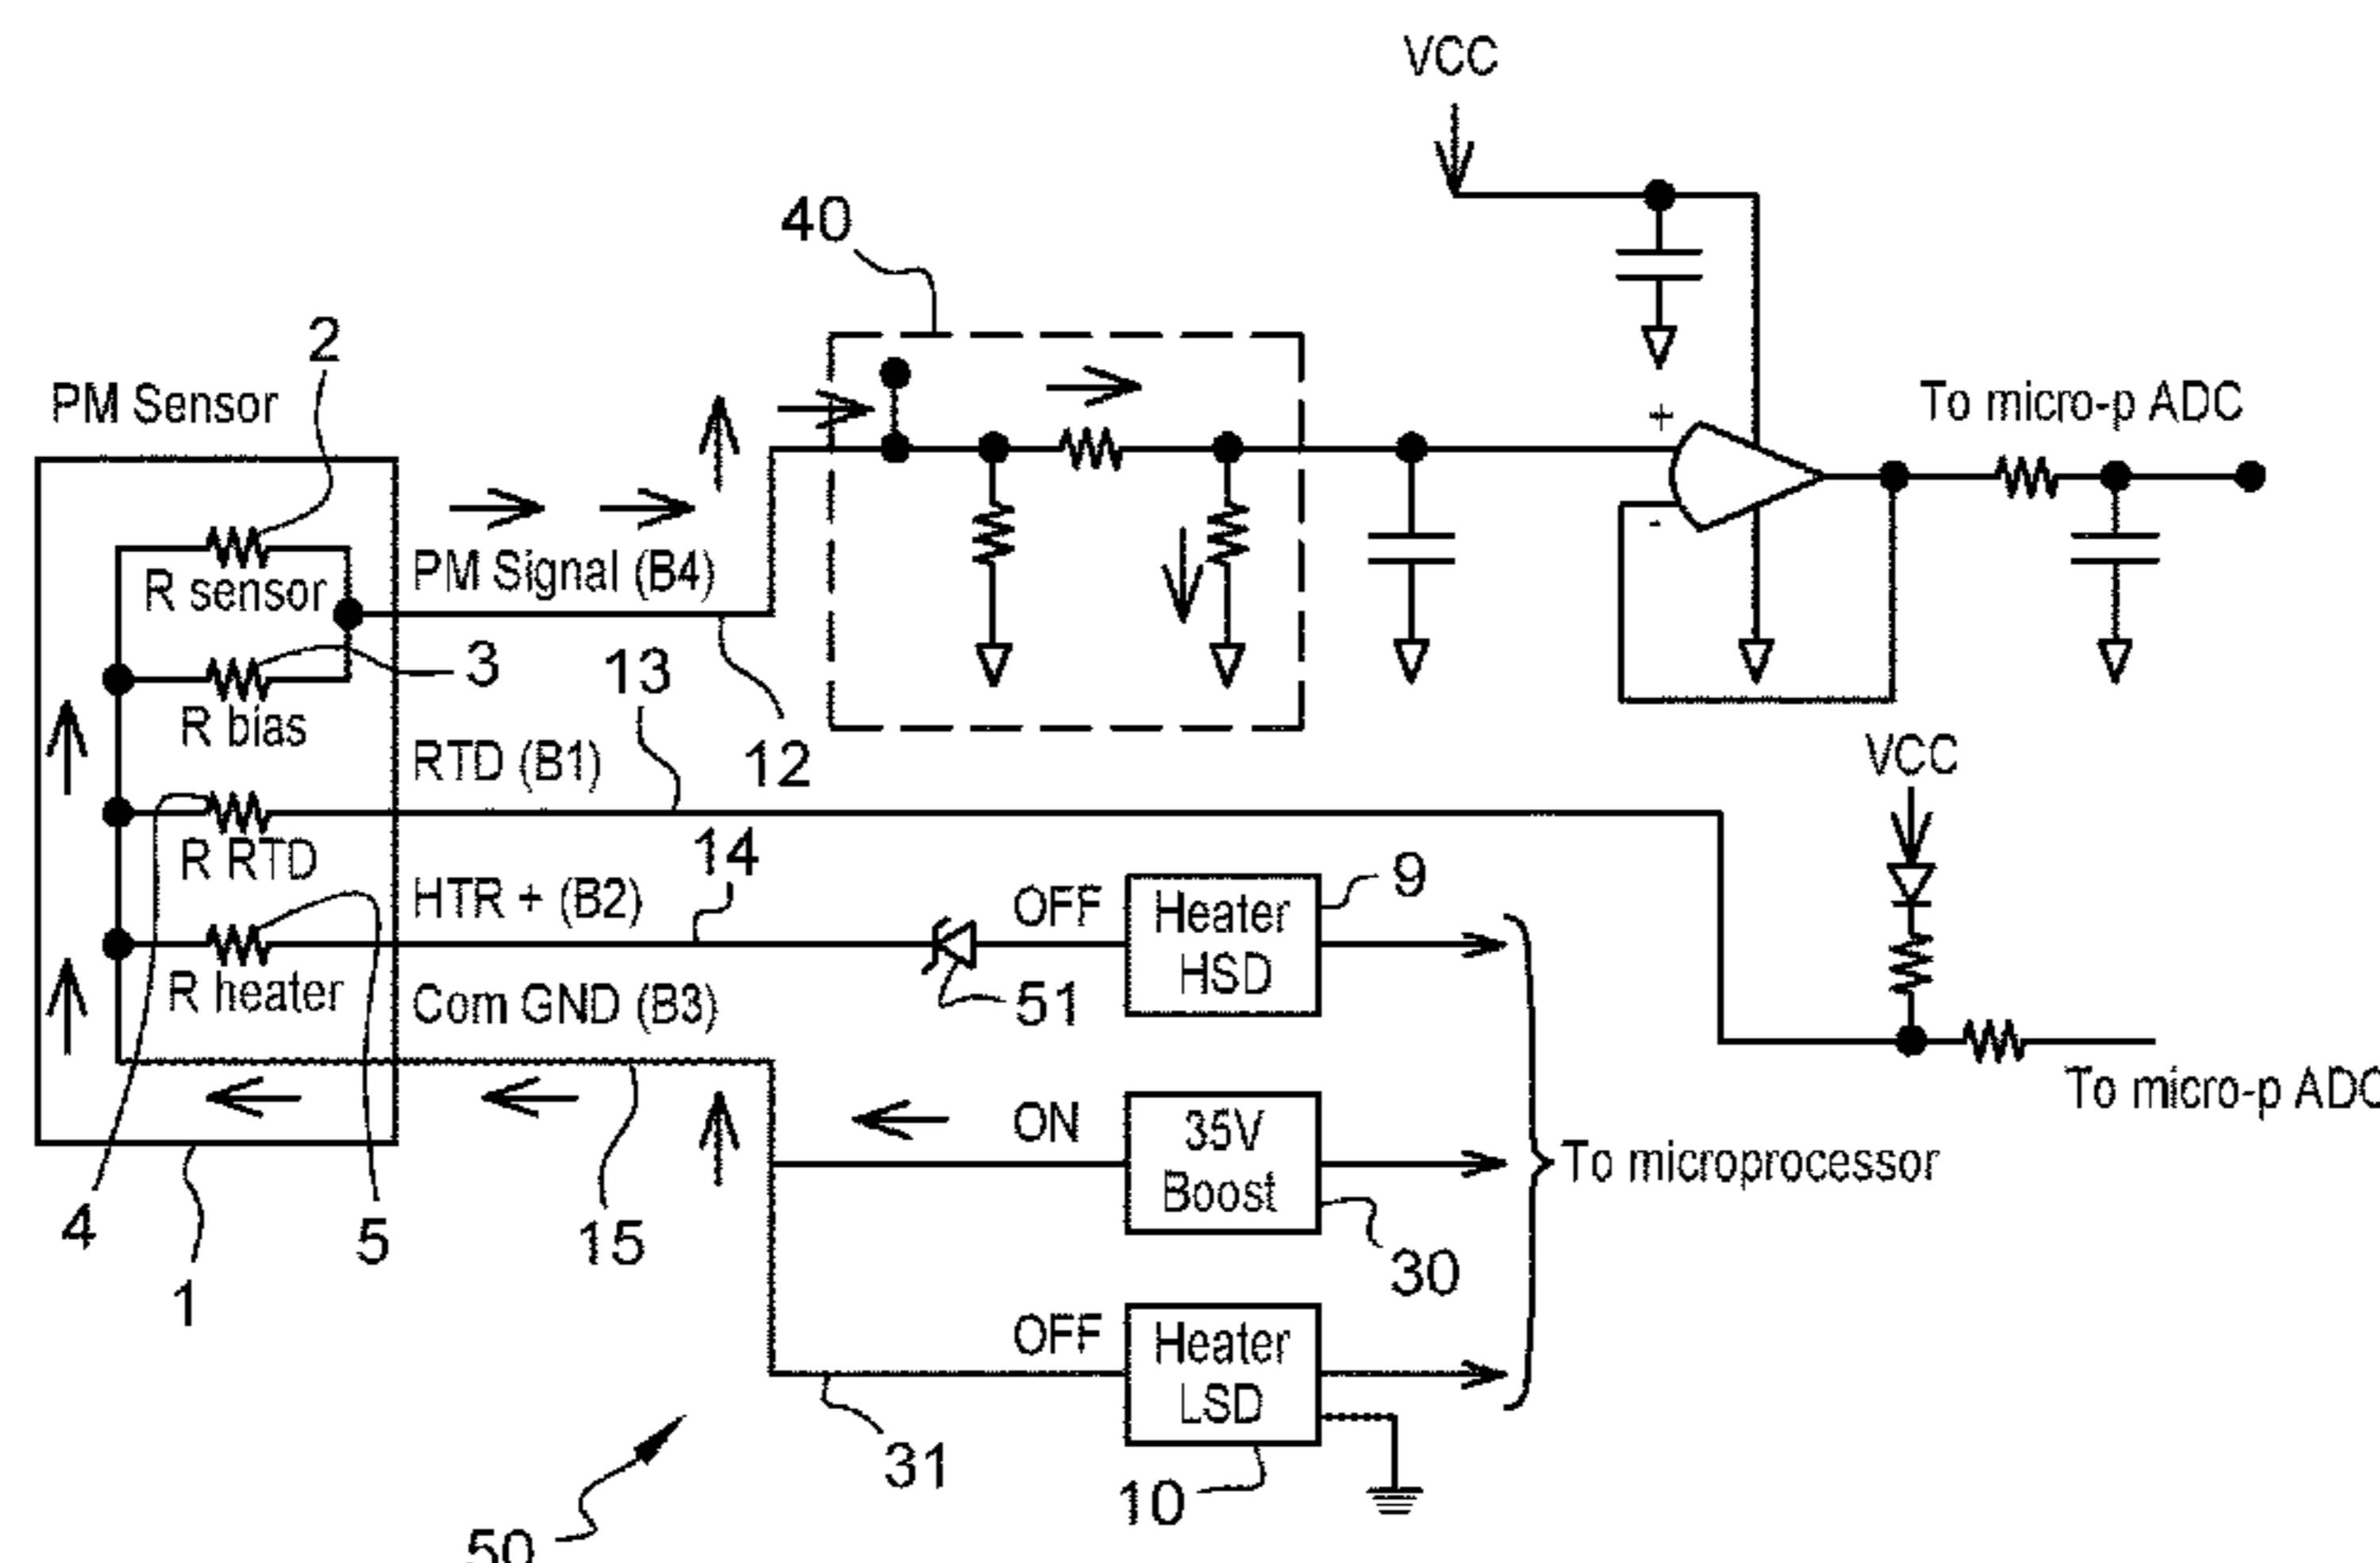 VCC
40
2
PM Sensor
To micro-p ADC
+
-
PM Signal (B4)
R sensor
3
13
R bias
RTD (B1)
12
VCC
R RTD
14
HTR + (B2)
OFF
Heater
HSD
9
R heater
Com GND (B3)
51
To micro-p ADC
ON
35V
Boost
To microprocessor
4
5
15
30
1
OFF
Heater
LSD
31
10
50